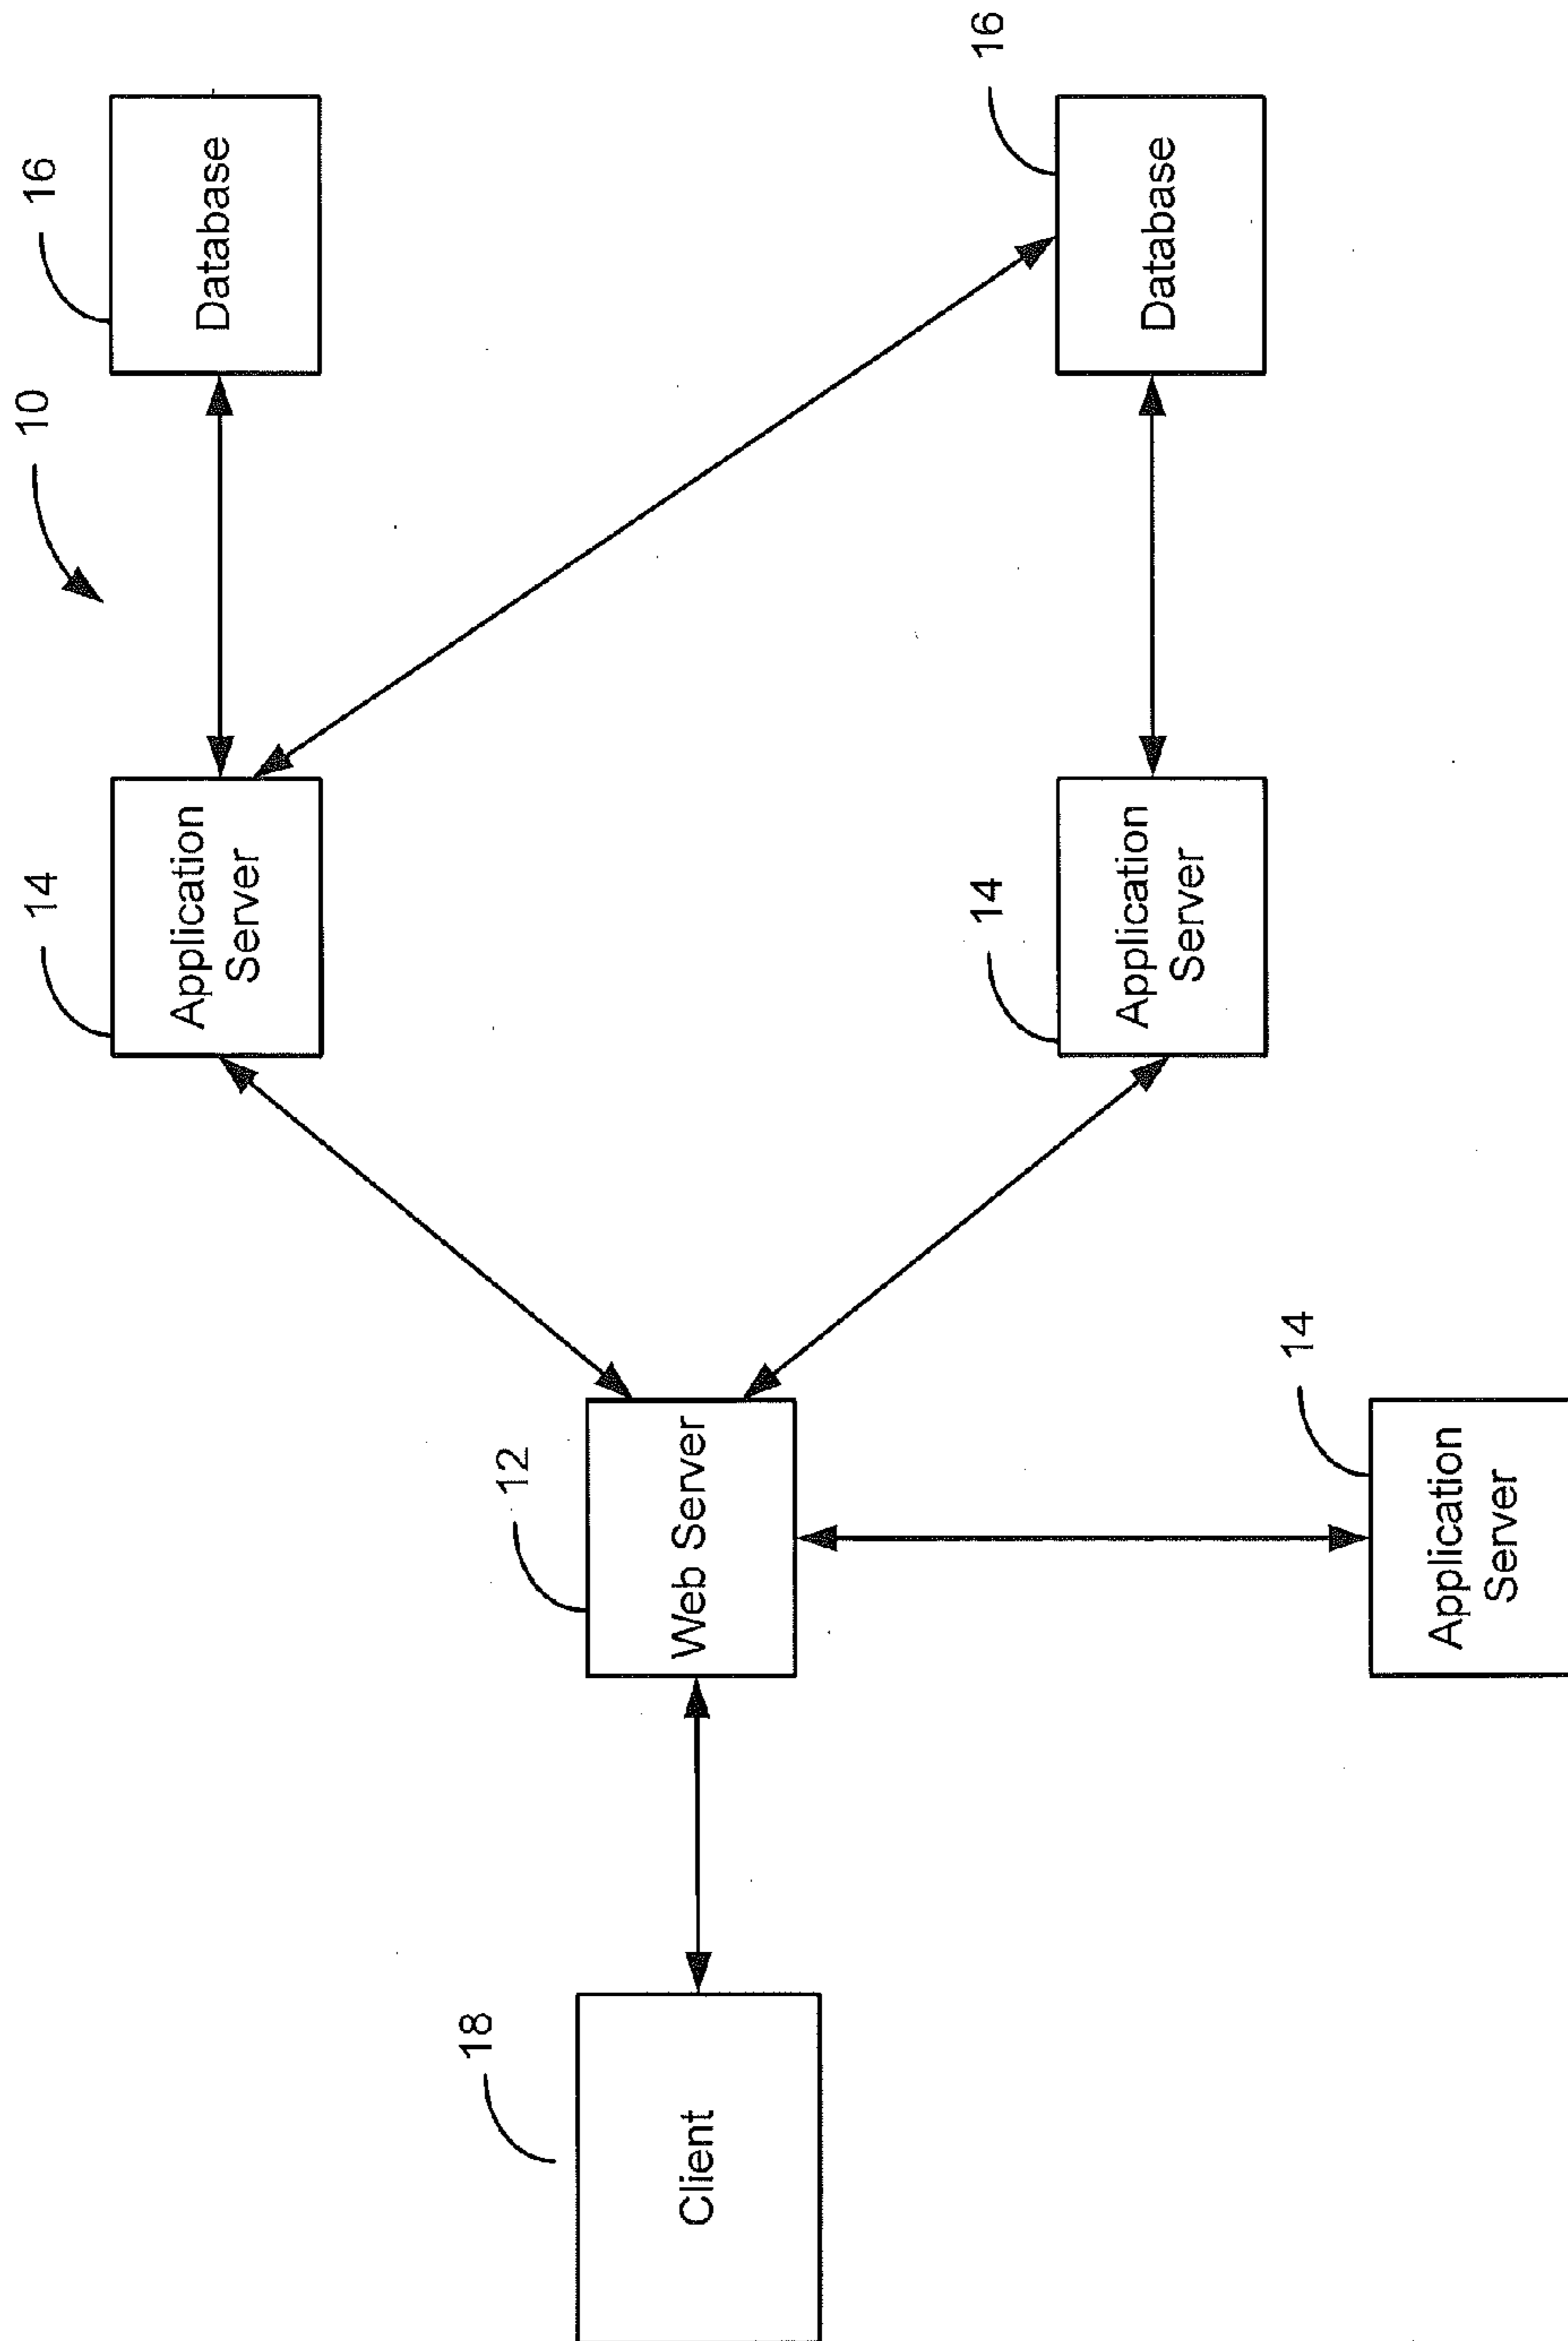 10
14
16
Application
Server
Database
18
12
Client
Web Server
14
16
Application
Server
Database
14
Application
Server